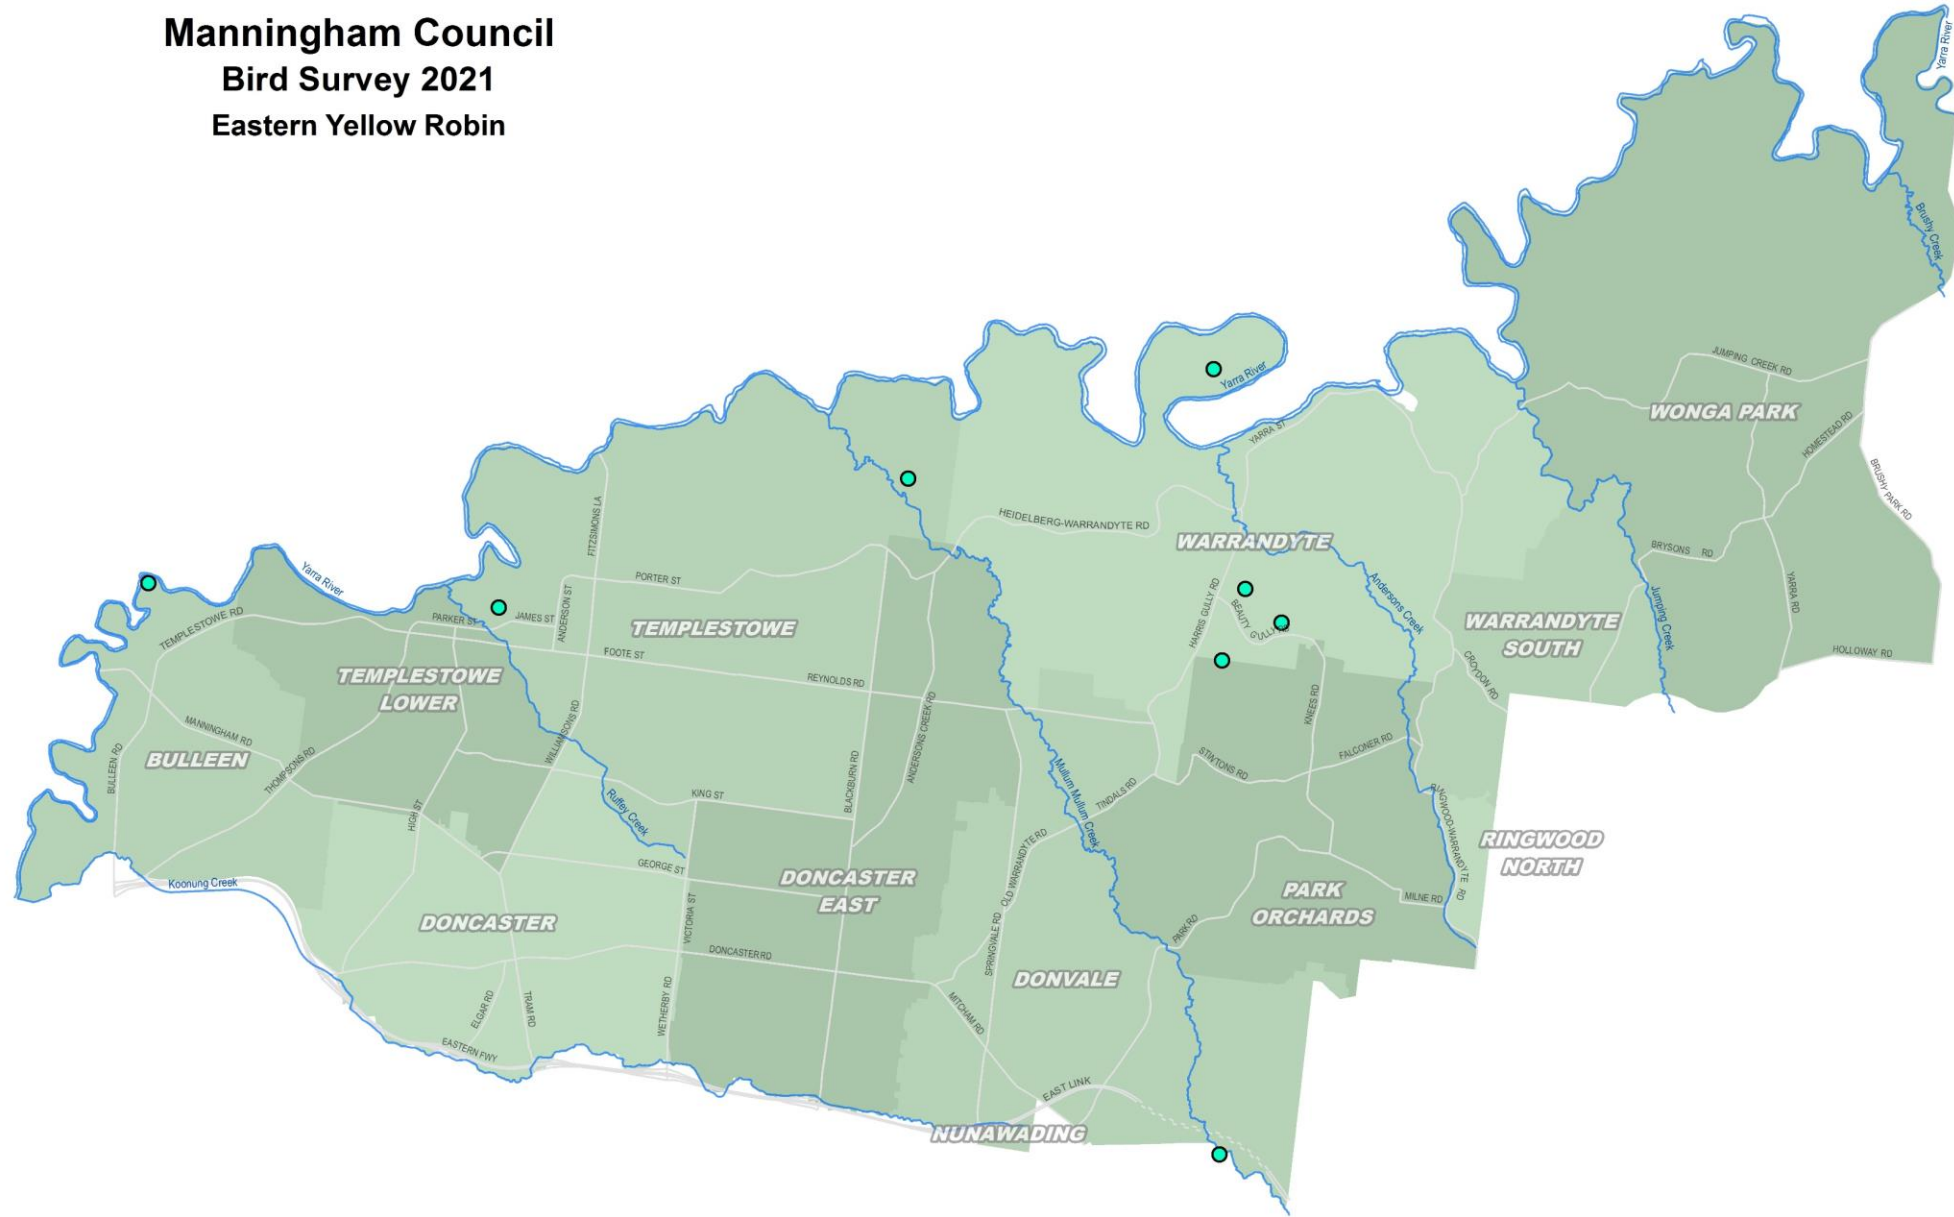 Manningham Council
Bird Survey 2021
Eastern Yellow Robin
Yarra River
Brushy Creek
JUMPING CREEK RD
WONGA PARK
HOMESTEAD RD
BRUSHY PARK RD
BRYSONS RD
YARRA RD
HOLLOWAY RD
Jumping Creek
Yarra River
YARRA ST
HEIDELBERG-WARRANDYTE RD
WARRANDYTE
Andersons Creek
HARRIS GULLY RD
BEAUTY GULLY RD
WARRANDYTE
SOUTH
CROYDON RD
KNEES RD
FALCONER RD
STINTONS RD
TINDALS RD
RINGWOOD-WARRANDYTE RD
RINGWOOD
NORTH
PARK
ORCHARDS
MILNE RD
PARK RD
FITZSIMONS LA
PORTER ST
ANDERSON ST
JAMES ST
PARKER ST
Yarra River
TEMPLESTOWE RD
TEMPLESTOWE
FOOTE ST
REYNOLDS RD
TEMPLESTOWE
LOWER
MANNINGHAM RD
BULLEEN
BULLEEN RD
THOMPSONS RD
WILLIAMSONS RD
HIGH ST
Ruffey Creek
KING ST
BLACKBURN RD
ANDERSONS CREEK RD
Mullum Mullum Creek
OLD WARRANDYTE RD
GEORGE ST
DONCASTER
EAST
VICTORIA ST
Koonung Creek
DONCASTER
DONCASTER RD
SPRINGVALE RD
DONVALE
MITCHAM RD
ELGAR RD
TRAM RD
WETHERBY RD
EASTERN FWY
EAST LINK
NUNAWADING